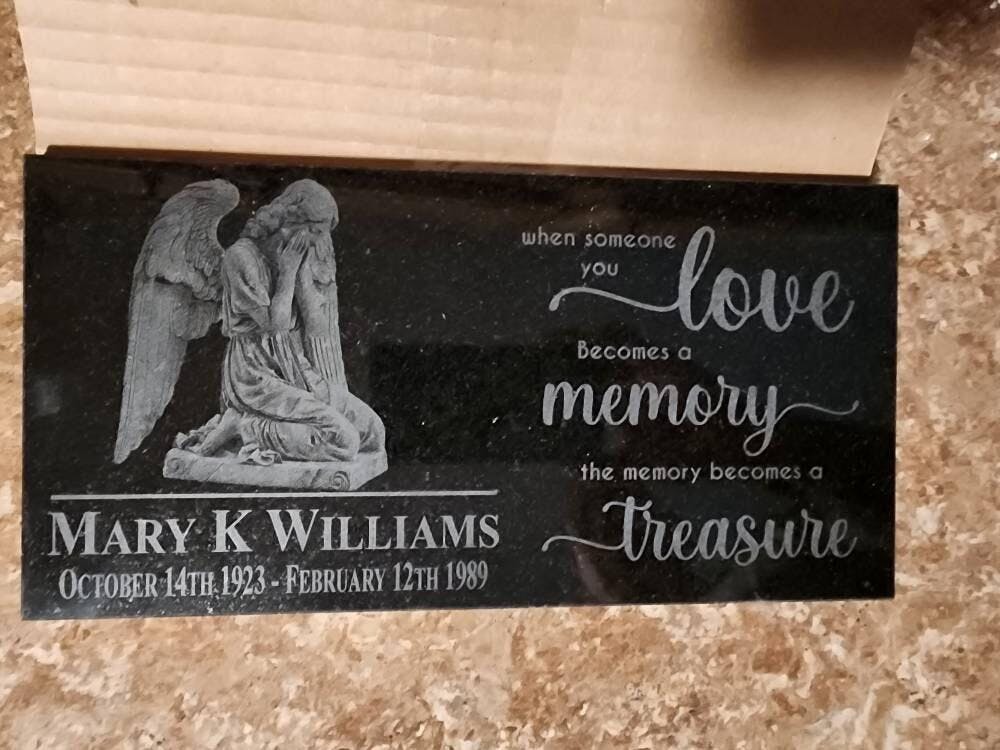 when someone
you love
Becomes a
memory
the memory becomes a
treasure
MARY K WILLIAMS
OCTOBER 14TH 1923 - FEBRUARY 12TH 1989